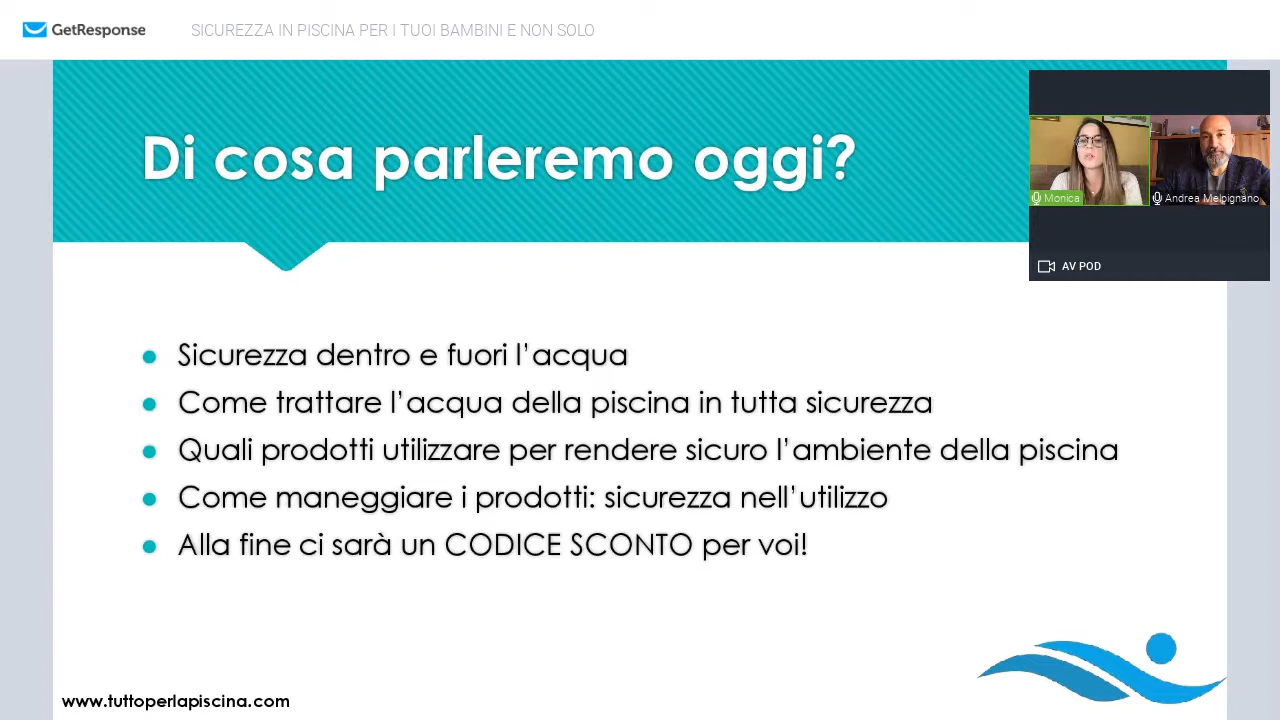 GetResponse
SICUREZZA IN PISCINA PER I TUOI BAMBINI E NON SOLO
Di cosa parleremo oggi?
Monica
Andrea Melpignano
AV POD
Sicurezza dentro e fuori l’acqua
Come trattare l’acqua della piscina in tutta sicurezza
Quali prodotti utilizzare per rendere sicuro l’ambiente della piscina
Come maneggiare i prodotti: sicurezza nell’utilizzo
Alla fine ci sarà un CODICE SCONTO per voi!
www.tuttoperlapiscina.com